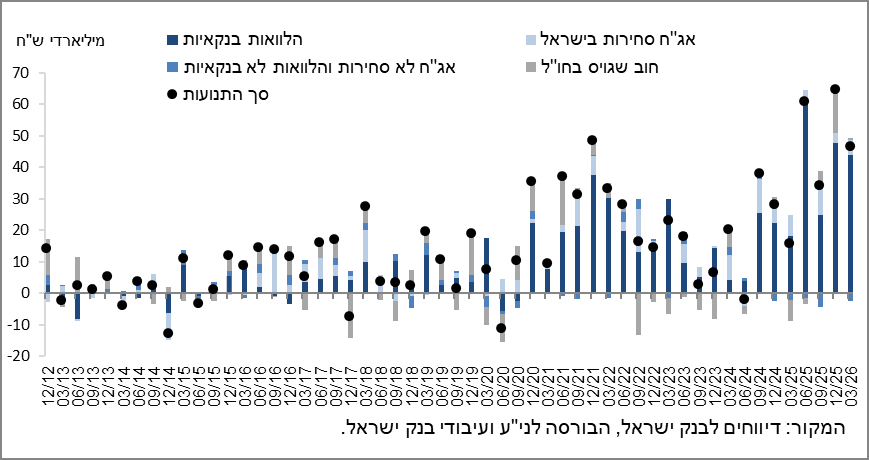 מיליארדי ש"ח
הלוואות בנקאיות
אג"ח סחירות בישראל
אג"ח לא סחירות והלוואות לא בנקאיות
חוב שגויס בחו"ל
סך התנועות
70
60
50
40
30
20
10
0
-10
-20
12/12 03/13 06/13 09/13 12/13 03/14 06/14 09/14 12/14 03/15 06/15 09/15 12/15 03/16 06/16 09/16 12/16 03/17 06/17 09/17 12/17 03/18 06/18 09/18 12/18 03/19 06/19 09/19 12/19 03/20 06/20 09/20 12/20 03/21 06/21 09/21 12/21 03/22 06/22 09/22 12/22 03/23 06/23 09/23 12/23 03/24 06/24 09/24 12/24 03/25 06/25 09/25 12/25 03/26
המקור: דיווחים לבנק ישראל, הבורסה לני"ע ועיבודי בנק ישראל.